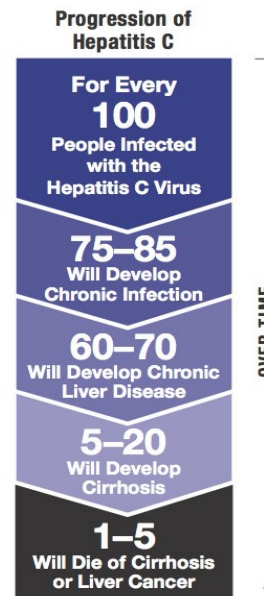 Progression of
Hepatitis C
For Every
100
People Infected
with the
Hepatitis C Virus
75–85
Will Develop
Chronic Infection
60–70
Will Develop Chronic
Liver Disease
5–20
Will Develop
Cirrhosis
1–5
Will Die of Cirrhosis
or Liver Cancer
OVER TIME